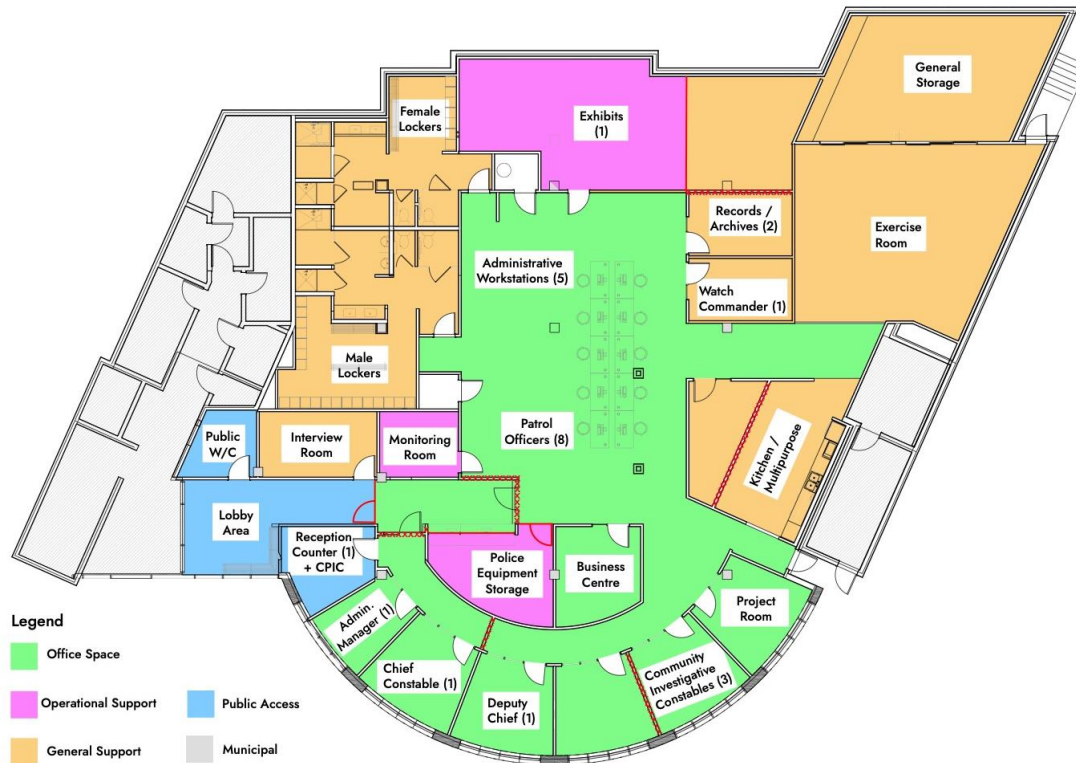 General
Storage
Female
Lockers
Exhibits
(1)
Records /
Archives (2)
Exercise
Room
Administrative
Workstations (5)
Watch
Commander (1)
Male
Lockers
Public
W/C
Interview
Room
Monitoring
Room
Patrol
Officers (8)
Kitchen /
Multipurpose
Lobby
Area
Reception
Counter (1)
+ CPIC
Police
Equipment
Storage
Business
Centre
Project
Room
Admin.
Manager (1)
Chief
Constable (1)
Deputy
Chief (1)
Community
Investigative
Constables (3)
Legend
Office Space
Operational Support
Public Access
General Support
Municipal